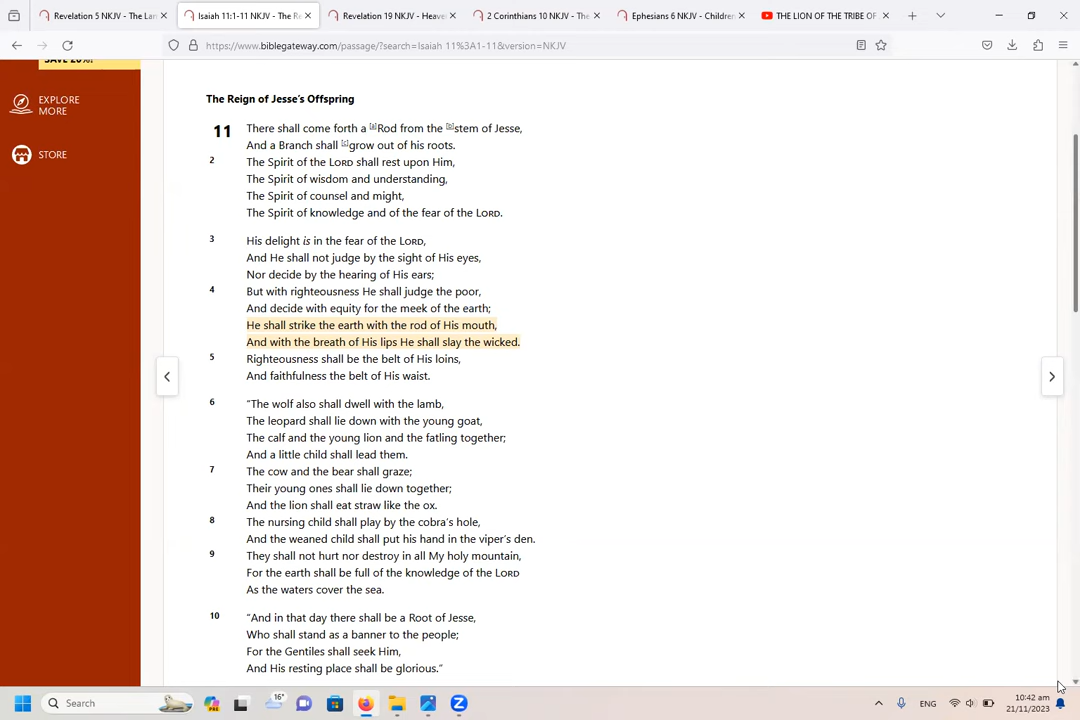 Revelation 5 NKJV - The Lam
Isaiah 11:1-11 NKJV - The Re
Revelation 19 NKJV - Heaven
2 Corinthians 10 NKJV - The
Ephesians 6 NKJV - Children
THE LION OF THE TRIBE OF
https://www.biblegateway.com/passage/?search=Isaiah 11%3A1-11&version=NKJV
SAVE 20%!
EXPLORE
MORE
STORE
The Reign of Jesse’s Offspring
11 There shall come forth a [a]Rod from the [b]stem of Jesse,
And a Branch shall [c]grow out of his roots.
2 The Spirit of the LORD shall rest upon Him,
The Spirit of wisdom and understanding,
The Spirit of counsel and might,
The Spirit of knowledge and of the fear of the LORD.
3 His delight is in the fear of the LORD,
And He shall not judge by the sight of His eyes,
Nor decide by the hearing of His ears;
4 But with righteousness He shall judge the poor,
And decide with equity for the meek of the earth;
He shall strike the earth with the rod of His mouth,
And with the breath of His lips He shall slay the wicked.
5 Righteousness shall be the belt of His loins,
And faithfulness the belt of His waist.
6 “The wolf also shall dwell with the lamb,
The leopard shall lie down with the young goat,
The calf and the young lion and the fatling together;
And a little child shall lead them.
7 The cow and the bear shall graze;
Their young ones shall lie down together;
And the lion shall eat straw like the ox.
8 The nursing child shall play by the cobra’s hole,
And the weaned child shall put his hand in the viper’s den.
9 They shall not hurt nor destroy in all My holy mountain,
For the earth shall be full of the knowledge of the LORD
As the waters cover the sea.
10 “And in that day there shall be a Root of Jesse,
Who shall stand as a banner to the people;
For the Gentiles shall seek Him,
And His resting place shall be glorious.”
Search
PRE
16°
ENG
10:42 am
21/11/2023